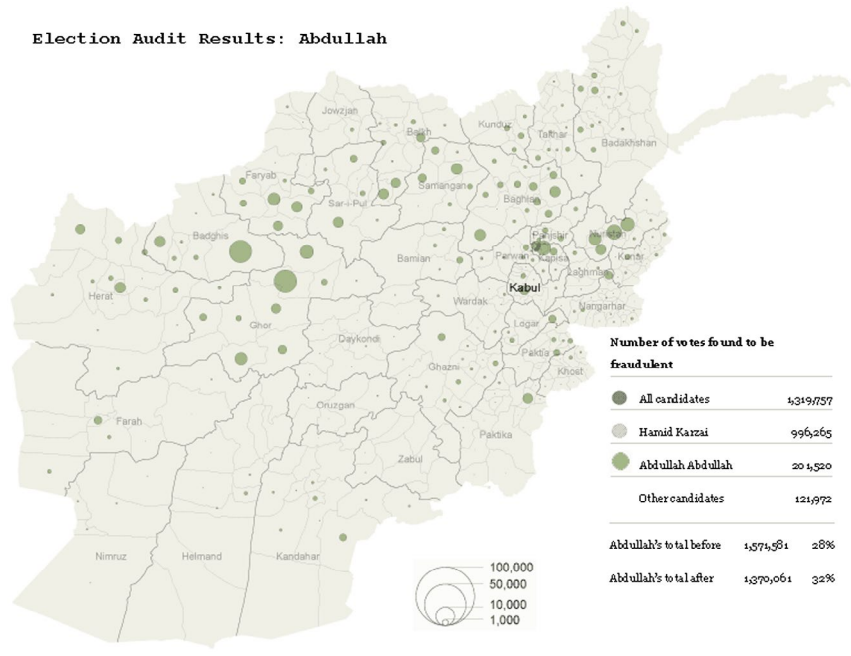 Election Audit Results: Abdullah
Jowzjan
Balkh
Kunduz
Takhar
Badakhshan
Faryab
Samangan
Sar-i-Pul
Baghlan
Badghis
Panjshir
Nuristan
Bamian
Parwan
Kapisa
Kunar
Laghman
Herat
Kabul
Wardak
Nangarhar
Ghor
Logar
Daykondi
Paktia
Ghazni
Khost
Oruzgan
Farah
Paktika
Zabul
Nimruz
Helmand
Kandahar
Number of votes found to be
fraudulent
All candidates 1,319,757
Hamid Karzai 996,265
Abdullah Abdullah 201,520
Other candidates 121,972
Abdullah's total before 1,571,581 28%
Abdullah's total after 1,370,061 32%
100,000
50,000
10,000
1,000